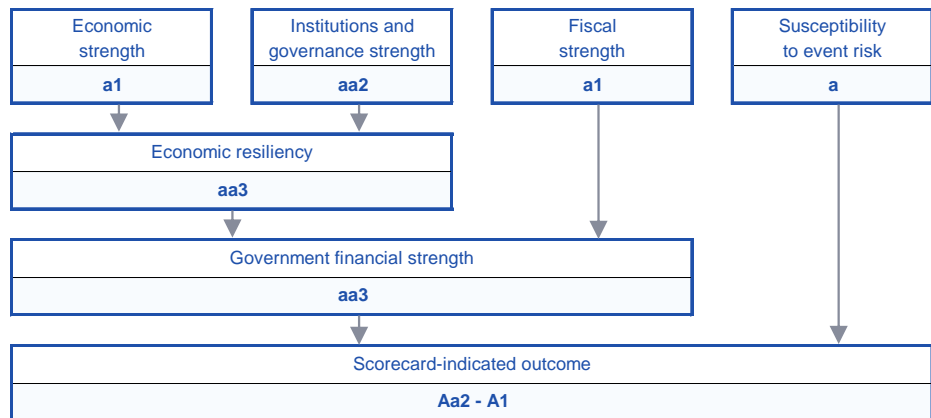 Economic
strength
a1
Institutions and
governance strength
aa2
Fiscal
strength
a1
Susceptibility
to event risk
a
Economic resiliency
aa3
Government financial strength
aa3
Scorecard-indicated outcome
Aa2 - A1